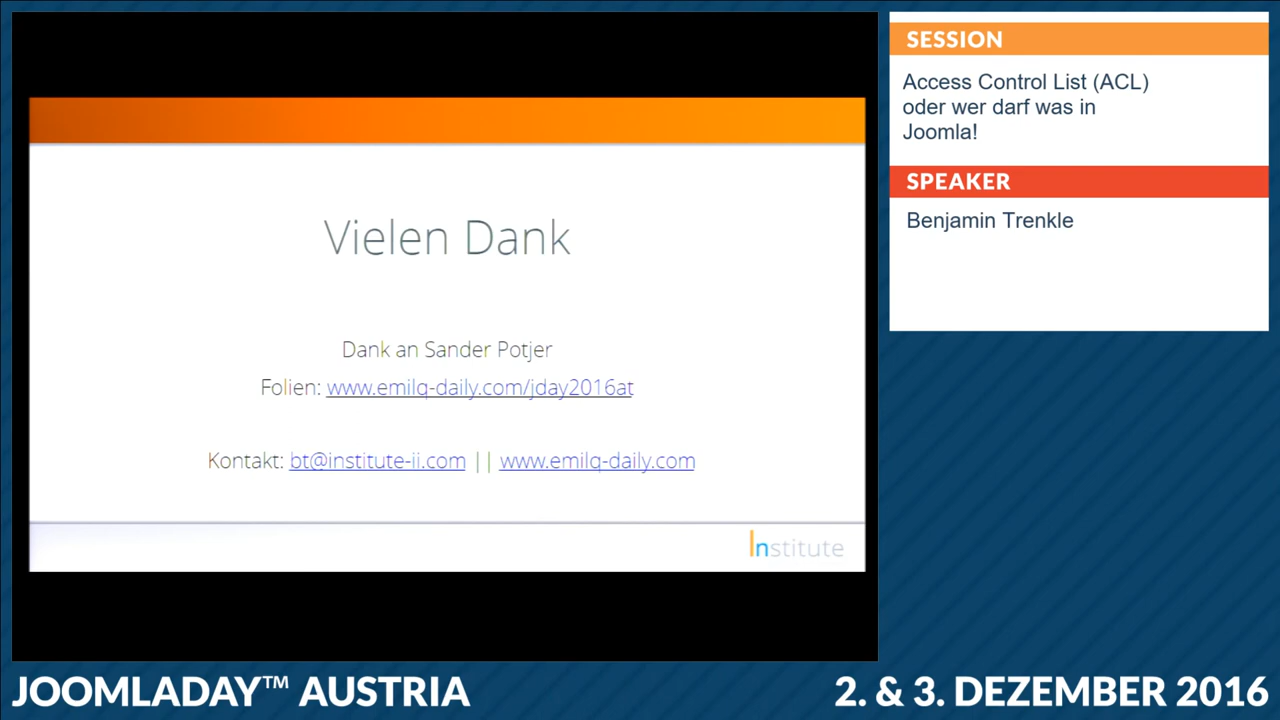 Vielen Dank
Dank an Sander Potjer
Folien: www.emilq-daily.com/jday2016at
Kontakt: bt@institute-ii.com || www.emilq-daily.com
Institute
SESSION
Access Control List (ACL)
oder wer darf was in
Joomla!
SPEAKER
Benjamin Trenkle
JOOMLADAY™ AUSTRIA
2. & 3. DEZEMBER 2016